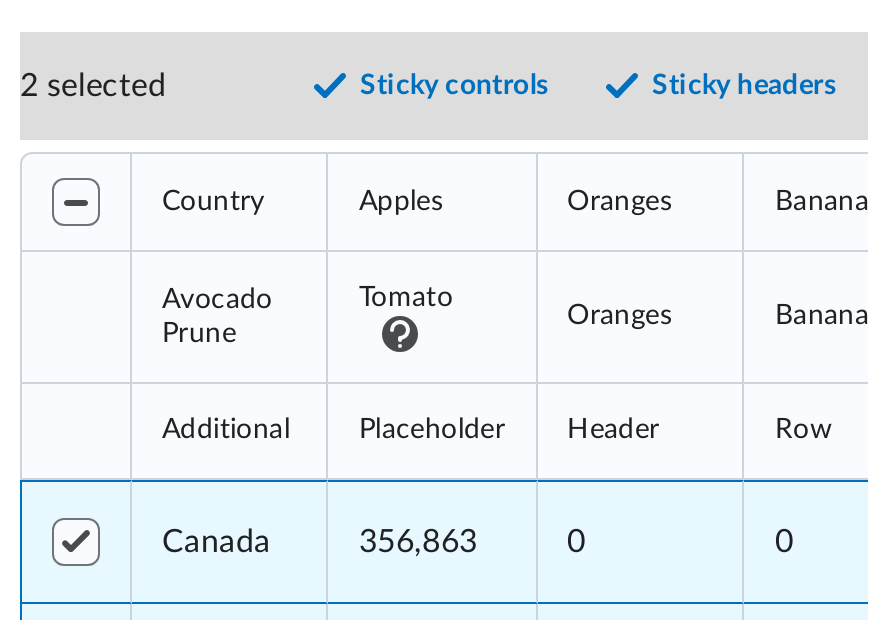 2 selected
Sticky controls
Sticky headers
Country
Apples
Oranges
Banana
Avocado
Prune
Tomato
Oranges
Banana
Additional
Placeholder
Header
Row
Canada
356,863
0
0